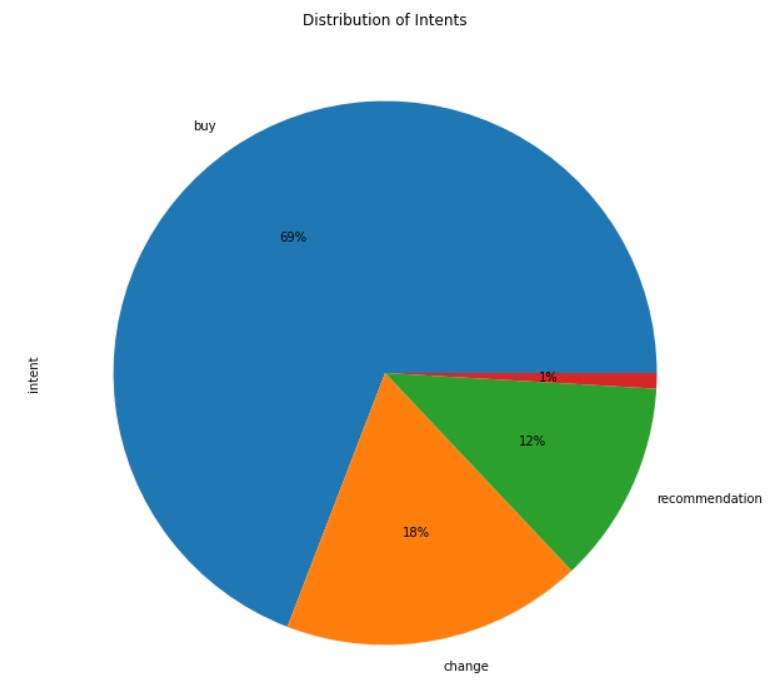 Distribution of Intents
buy
69%
intent
1%
12%
recommendation
18%
change